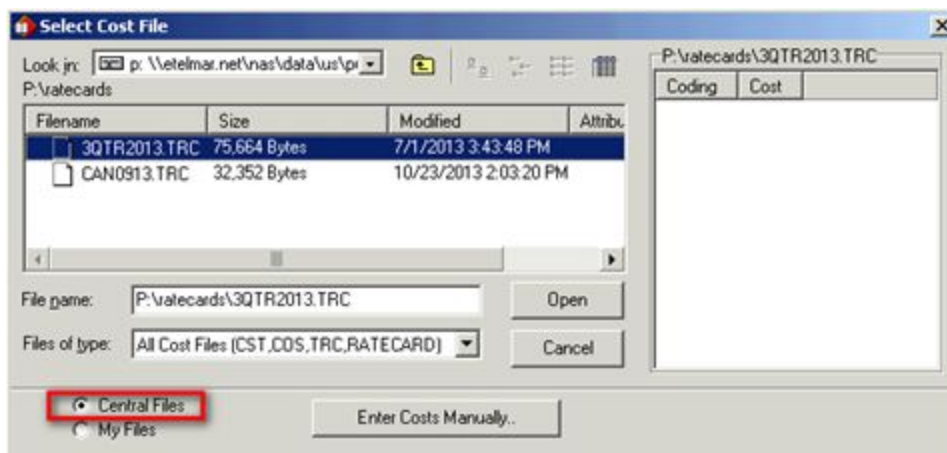 Select Cost File
Look in: p: \\etelmar.net\nas\data\us\p
P:\ratecards
P:\ratecards\3QTR2013.TRC
Coding Cost
Filename Size Modified Attribu
3QTR2013.TRC 75,664 Bytes 7/1/2013 3:43:48 PM
CAN0913.TRC 32,352 Bytes 10/23/2013 2:03:20 PM
File name: P:\ratecards\3QTR2013.TRC Open
Files of type: All Cost Files (CST,COS,TRC,RATECARD) Cancel
Central Files
My Files
Enter Costs Manually..